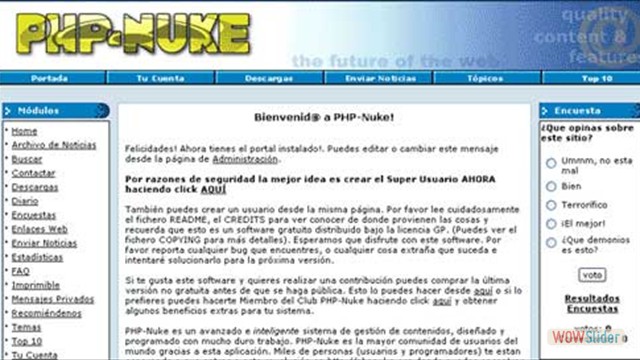 PHP-NUKE
quality
content &
features
the future of the web.
Portada Tu Cuenta Descargas Enviar Noticias Tópicos Top 10
Módulos
Home
Archivo de Noticias
Buscar
Contactar
Descargas
Diario
Encuestas
Enlaces Web
Enviar Noticias
Estadísticas
FAQ
Imprimible
Mensajes Privados
Recomiéndenos
Temas
Top 10
Tu Cuenta
Bienvenid@ a PHP-Nuke!
Felicidades! Ahora tienes el portal instalado!. Puedes editar o cambiar este mensaje
desde la página de Administración.
Por razones de seguridad la mejor idea es crear el Super Usuario AHORA
haciendo click AQUÍ
También puedes crear un usuario desde la misma página. Por favor lee cuidadosamente
el fichero README, el CREDITS para ver conocer de donde provienen las cosas y
recuerda que esto es un software gratuito distribuido bajo la licencia GP. (Puedes ver el
fichero COPYING para más detalles). Esperamos que disfrute con este software. Por
favor reporta cualquier bug que encuentres, o cualquier cosa extraña que suceda e
intentaré solucionarlo para la próxima versión.
Si te gusta este software y quieres realizar una contribución puedes comprar la última
versión no gratuita antes de que se haga pública. Ésto lo puedes hacer desde aquí o si lo
prefieres puedes hacerte Miembro del Club PHP-Nuke haciendo click aquí y obtener
algunos beneficios extras para tu sistema.
PHP-Nuke es un avanzado e inteligente sistema de gestión de contenidos, diseñado y
programado con mucho duro trabajo. PHP-Nuke es la mayor comunidad de usuarios del
mundo gracias a esta aplicación. Miles de personas (usuarios y programadores) te están
Encuesta
¿Que opinas sobre
este sitio?
Ummm, no esta
mal
Bien
Terrorífico
¡El mejor!
¿Que demonios
es esto?
voto
Resultados
Encuestas
votos: 0
WOWSlider